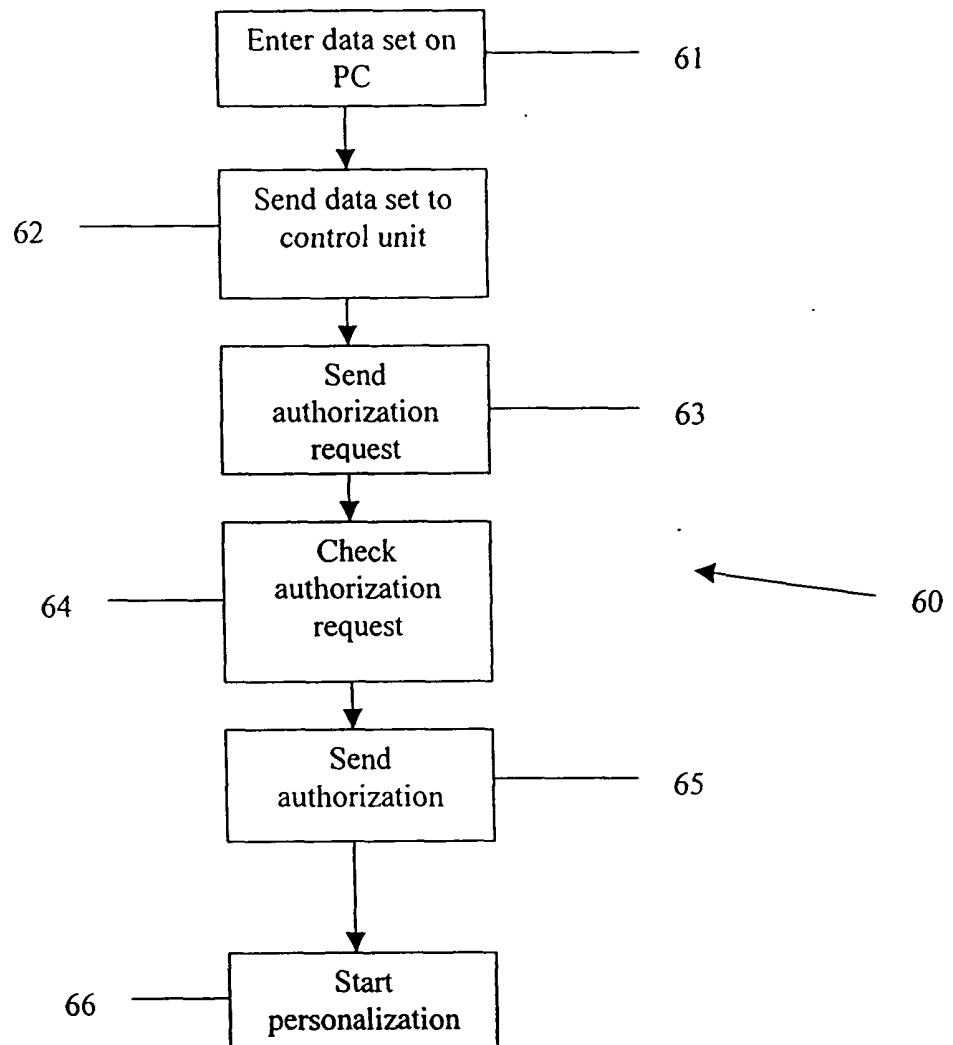 Enter data set on
PC
61
Send data set to
control unit
62
Send
authorization
request
63
Check
authorization
request
64
60
Send
authorization
65
Start
personalization
66